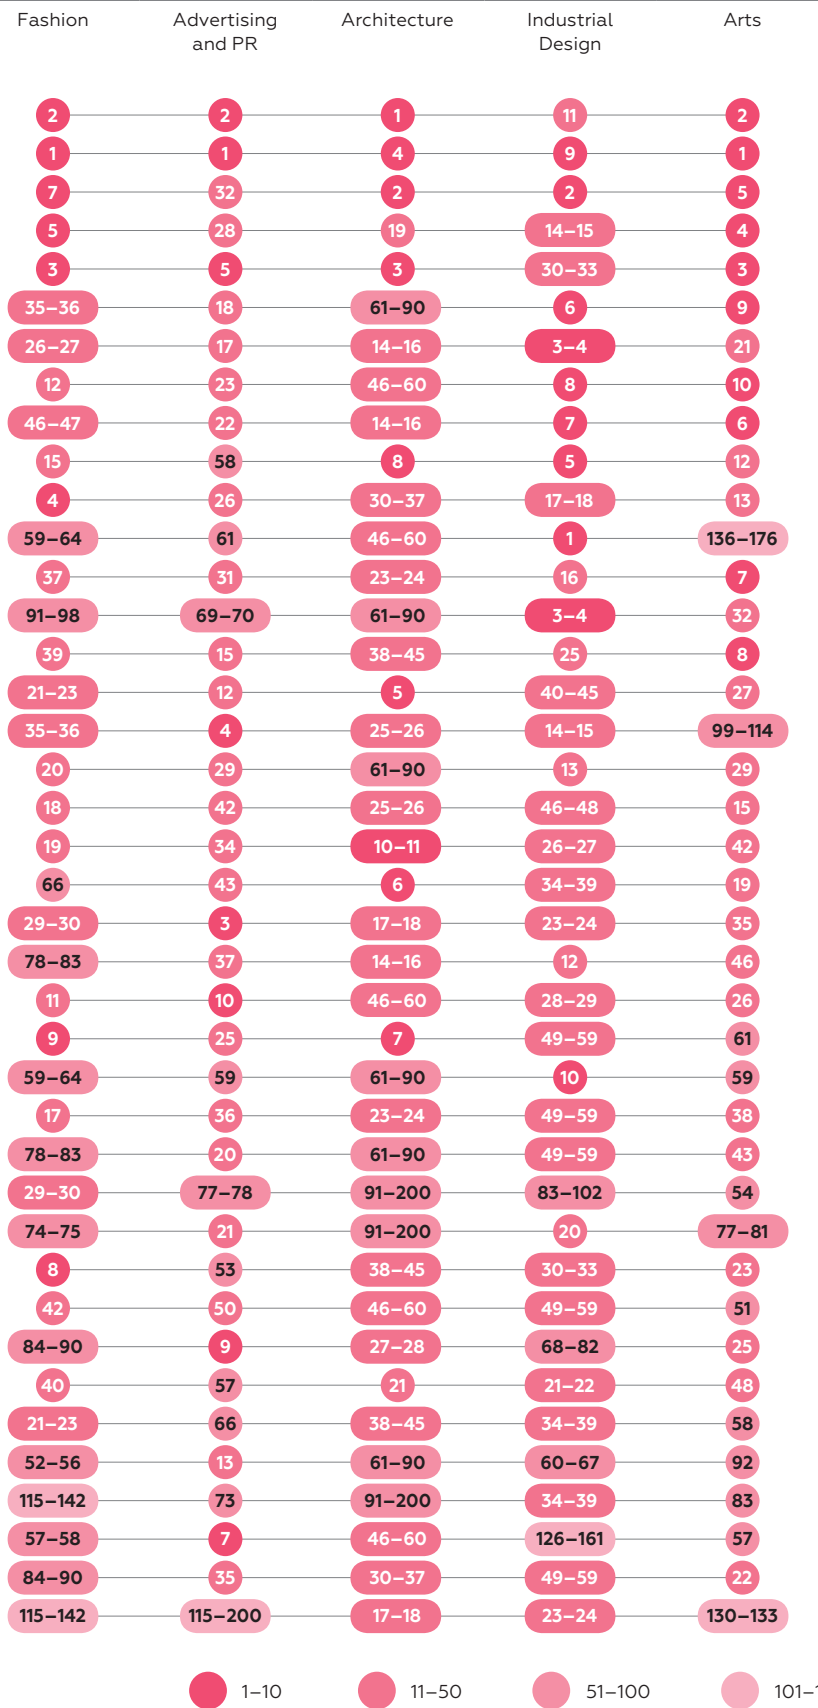 Fashion Advertising and PR Architecture Industrial Design Arts
2 2 1 11 2
1 1 4 9 1
7 32 2 2 5
5 28 19 14–15 4
3 5 3 30–33 3
35–36 18 61–90 6 9
26–27 17 14–16 3–4 21
12 23 46–60 8 10
46–47 22 14–16 7 6
15 58 8 5 12
4 26 30–37 17–18 13
59–64 61 46–60 1 136–176
37 31 23–24 16 7
91–98 69–70 61–90 3–4 32
39 15 38–45 25 8
21–23 12 5 40–45 27
35–36 4 25–26 14–15 99–114
20 29 61–90 13 29
18 42 25–26 46–48 15
19 34 10–11 26–27 42
66 43 6 34–39 19
29–30 3 17–18 23–24 35
78–83 37 14–16 12 46
11 10 46–60 28–29 26
9 25 7 49–59 61
59–64 59 61–90 10 59
17 36 23–24 49–59 38
78–83 20 61–90 49–59 43
29–30 77–78 91–200 83–102 54
74–75 21 91–200 20 77–81
8 53 38–45 30–33 23
42 50 46–60 49–59 51
84–90 9 27–28 68–82 25
40 57 21 21–22 48
21–23 66 38–45 34–39 58
52–56 13 61–90 60–67 92
115–142 73 91–200 34–39 83
57–58 7 46–60 126–161 57
84–90 35 30–37 49–59 22
115–142 115–200 17–18 23–24 130–133
1–10 11–50 51–100